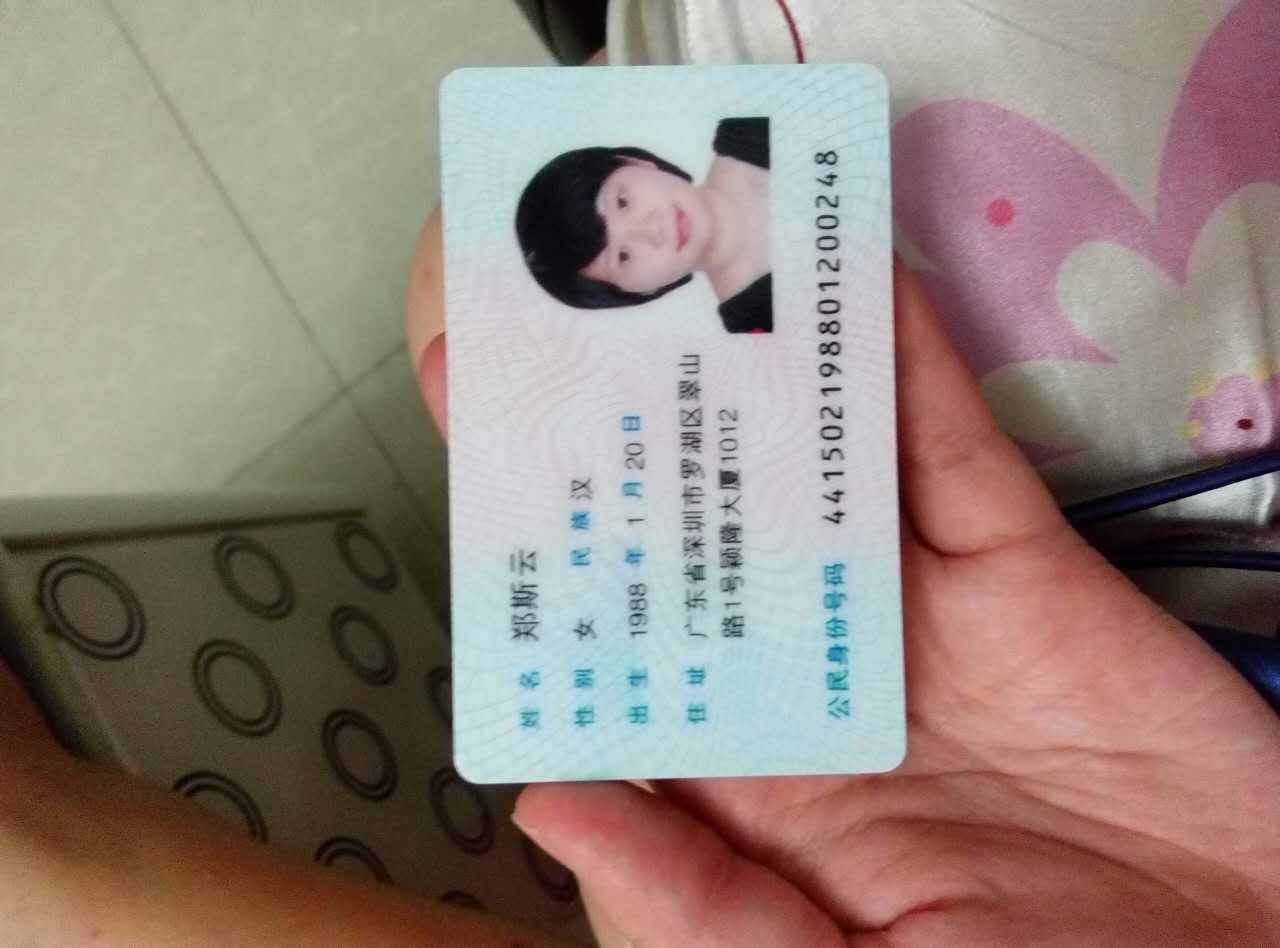 姓名 郑斯云
性别 女 民族 汉
出生 1988 年 1 月 20 日
住址 广东省深圳市罗湖区翠山
路1号颖隆大厦1012
公民身份号码 441502198801200248